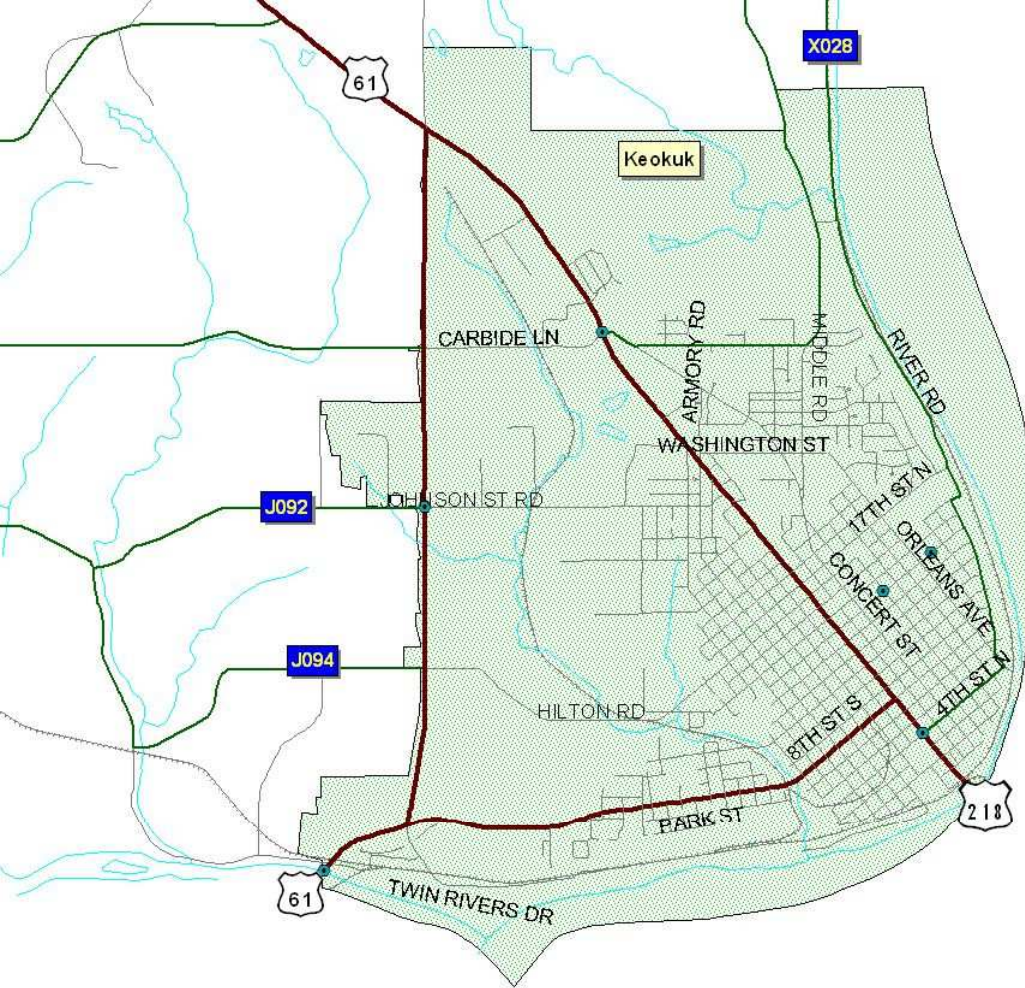 X028
61
Keokuk
CARBIDE LN
ARMORY RD
MIDDLE RD
RIVER RD
WASHINGTON ST
17TH ST N
J092
JOHNSON ST RD
ORLEANS AVE
CONCERT ST
J094
4TH ST N
HILTON RD
8TH ST S
218
PARK ST
61
TWIN RIVERS DR